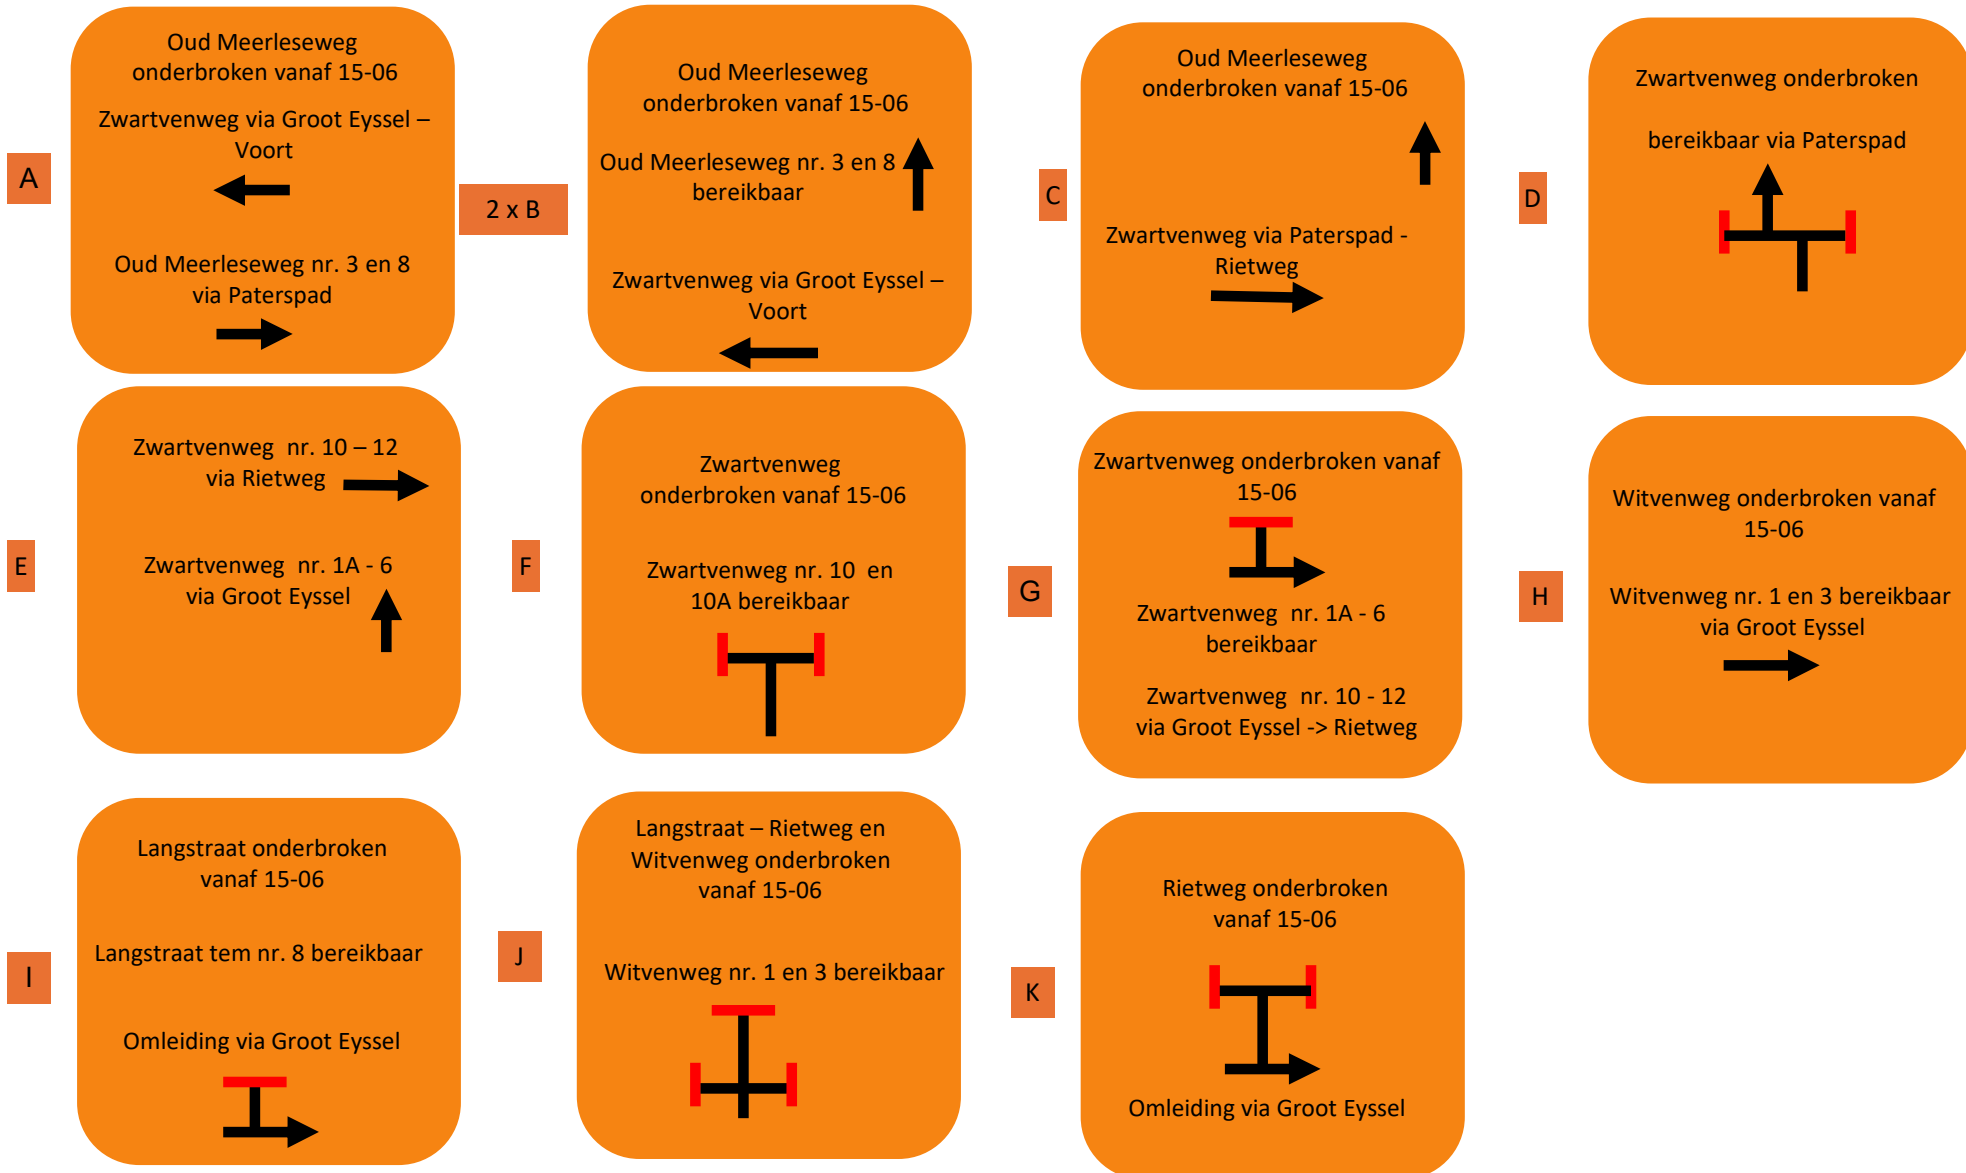 A
Oud Meerleseweg
onderbroken vanaf 15-06
Zwartvenweg via Groot Eyssel –
Voort
Oud Meerleseweg nr. 3 en 8
via Paterspad
2 x B
Oud Meerleseweg
onderbroken vanaf 15-06
Oud Meerleseweg nr. 3 en 8
bereikbaar
Zwartvenweg via Groot Eyssel –
Voort
C
Oud Meerleseweg
onderbroken vanaf 15-06
Zwartvenweg via Paterspad -
Rietweg
D
Zwartvenweg onderbroken
bereikbaar via Paterspad
E
Zwartvenweg nr. 10 – 12
via Rietweg
Zwartvenweg nr. 1A - 6
via Groot Eyssel
F
Zwartvenweg
onderbroken vanaf 15-06
Zwartvenweg nr. 10 en
10A bereikbaar
G
Zwartvenweg onderbroken vanaf
15-06
Zwartvenweg nr. 1A - 6
bereikbaar
Zwartvenweg nr. 10 - 12
via Groot Eyssel -> Rietweg
H
Witvenweg onderbroken vanaf
15-06
Witvenweg nr. 1 en 3 bereikbaar
via Groot Eyssel
I
Langstraat onderbroken
vanaf 15-06
Langstraat tem nr. 8 bereikbaar
Omleiding via Groot Eyssel
J
Langstraat – Rietweg en
Witvenweg onderbroken
vanaf 15-06
Witvenweg nr. 1 en 3 bereikbaar
K
Rietweg onderbroken
vanaf 15-06
Omleiding via Groot Eyssel